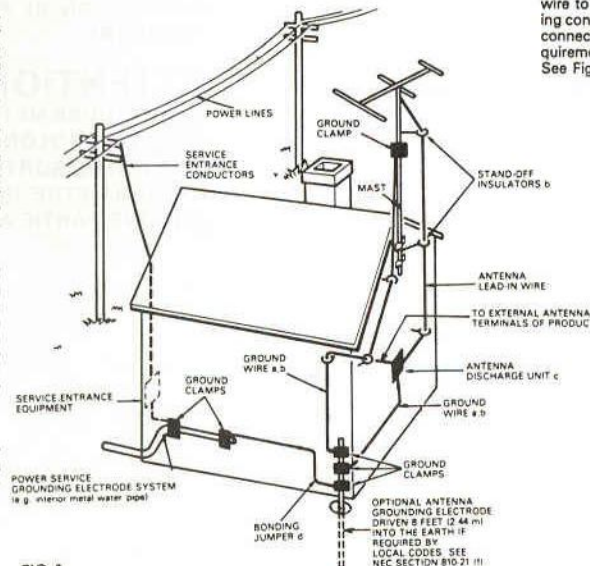 wire to
ing con
connec
quireme
See Fig
POWER LINES
GROUND
CLAMP
SERVICE
ENTRANCE
CONDUCTORS
MAST
STAND-OFF
INSULATORS b
ANTENNA
LEAD-IN WIRE
TO EXTERNAL ANTENNA
TERMINALS OF PRODUC
GROUND
WIRE a,b
GROUND
CLAMPS
ANTENNA
DISCHARGE UNIT c
SERVICE ENTRANCE
EQUIPMENT
GROUND
WIRE a,b
POWER SERVICE
GROUNDING ELECTRODE SYSTEM
(e.g. interior metal water pipe)
GROUND
CLAMPS
BONDING
JUMPER d
OPTIONAL ANTENNA
GROUNDING ELECTRODE
DRIVEN 8 FEET (2.44 m)
INTO THE EARTH IF
REQUIRED BY
LOCAL CODES. SEE
NEC SECTION 810-21 (f)